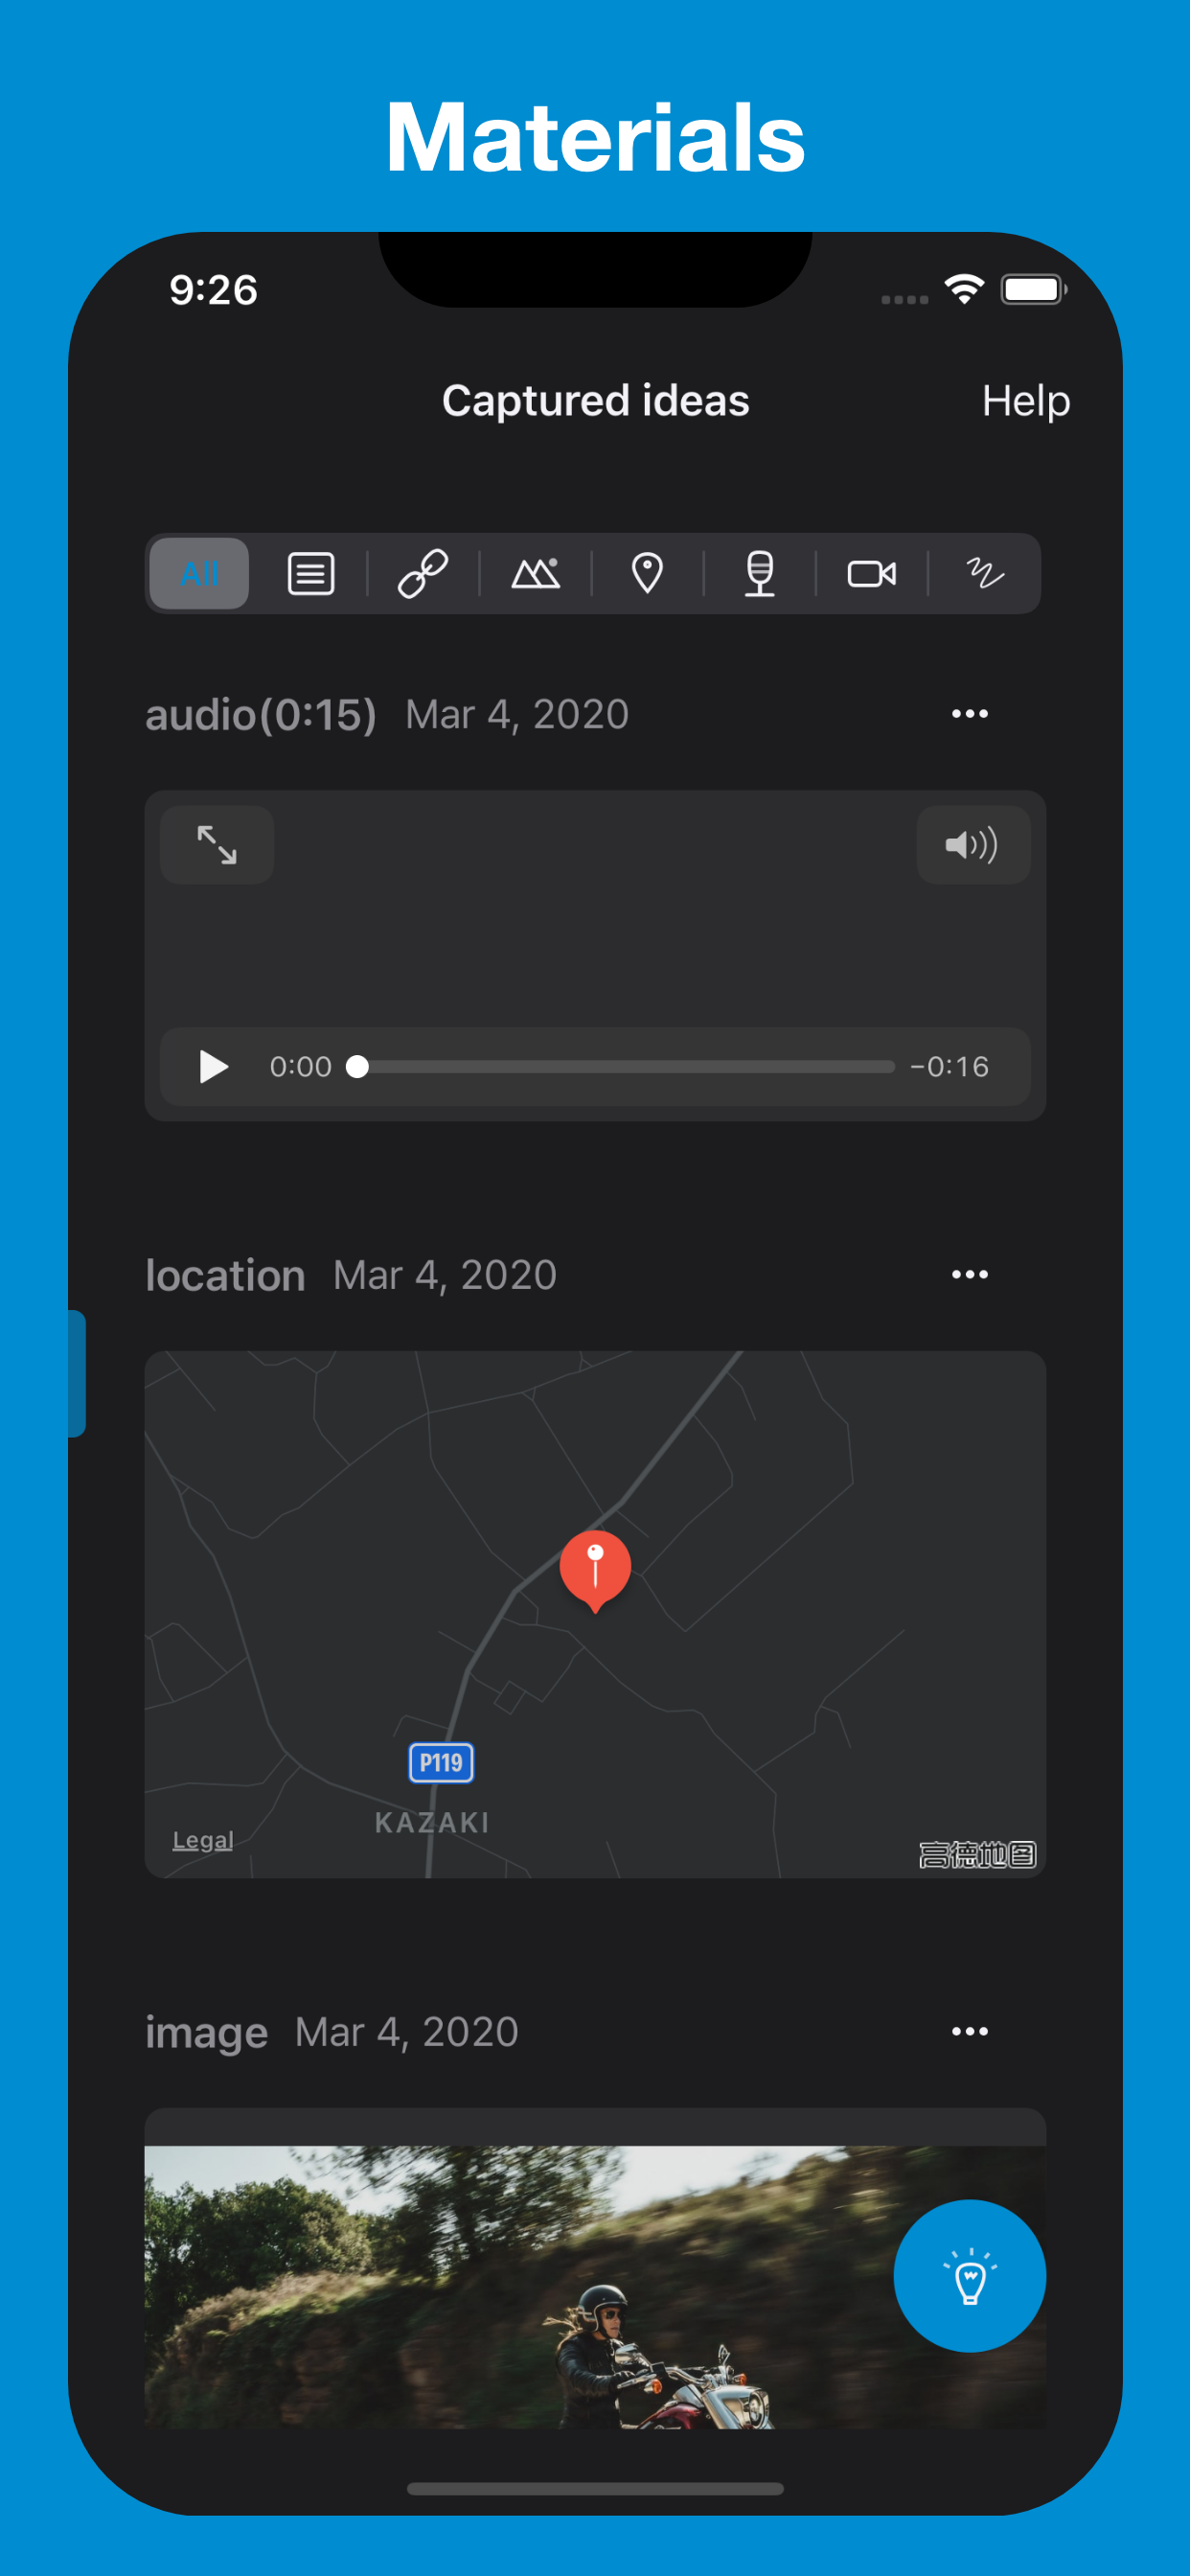 Materials
9:26
Captured ideas
Help
All
audio(0:15) Mar 4, 2020
0:00
−0:16
location Mar 4, 2020
P119
KAZAKI
Legal
高德地图
image Mar 4, 2020